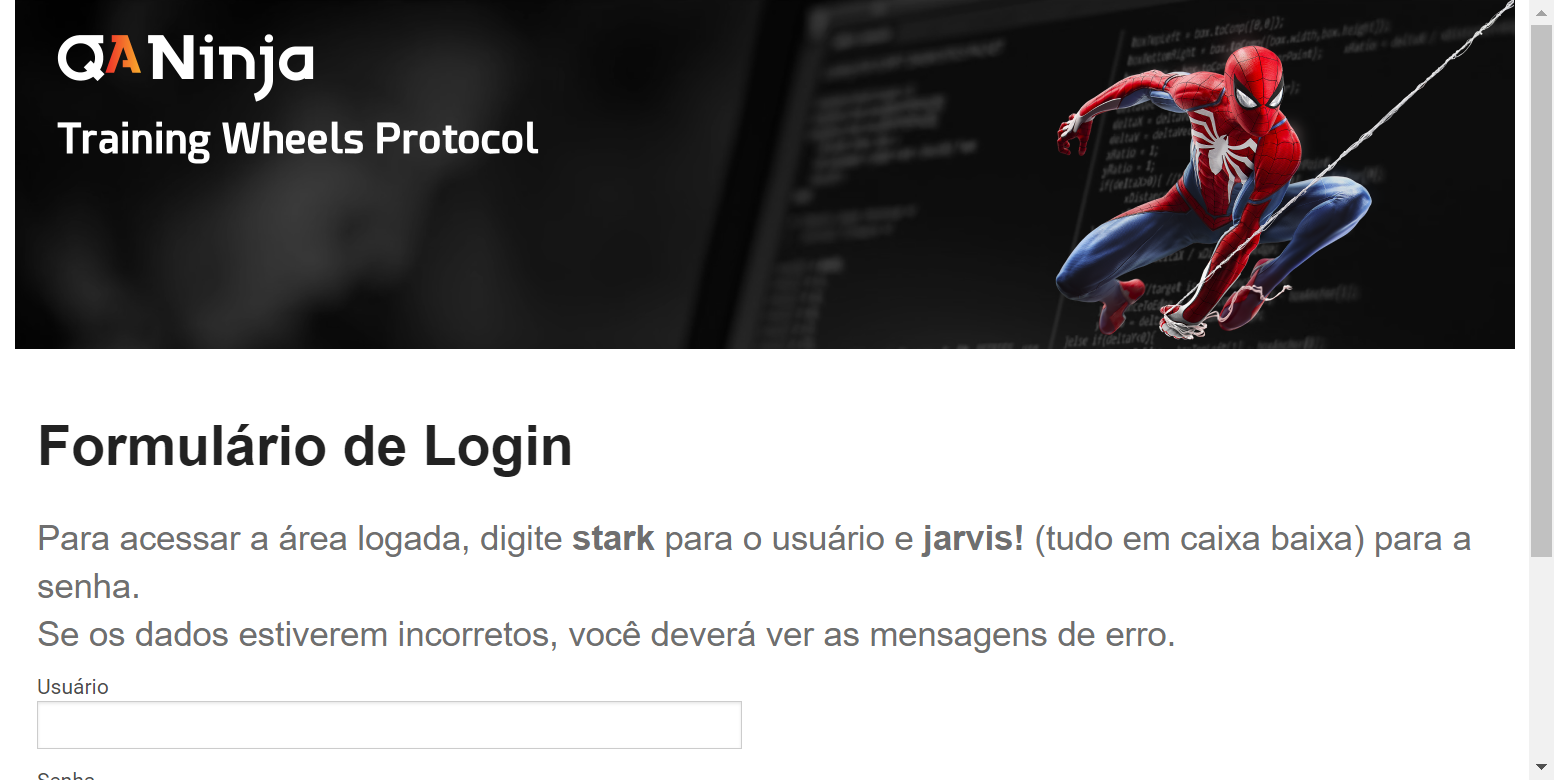 QANinja
Training Wheels Protocol
Formulário de Login
Para acessar a área logada, digite stark para o usuário e jarvis! (tudo em caixa baixa) para a
senha.
Se os dados estiverem incorretos, você deverá ver as mensagens de erro.
Usuário
Senha